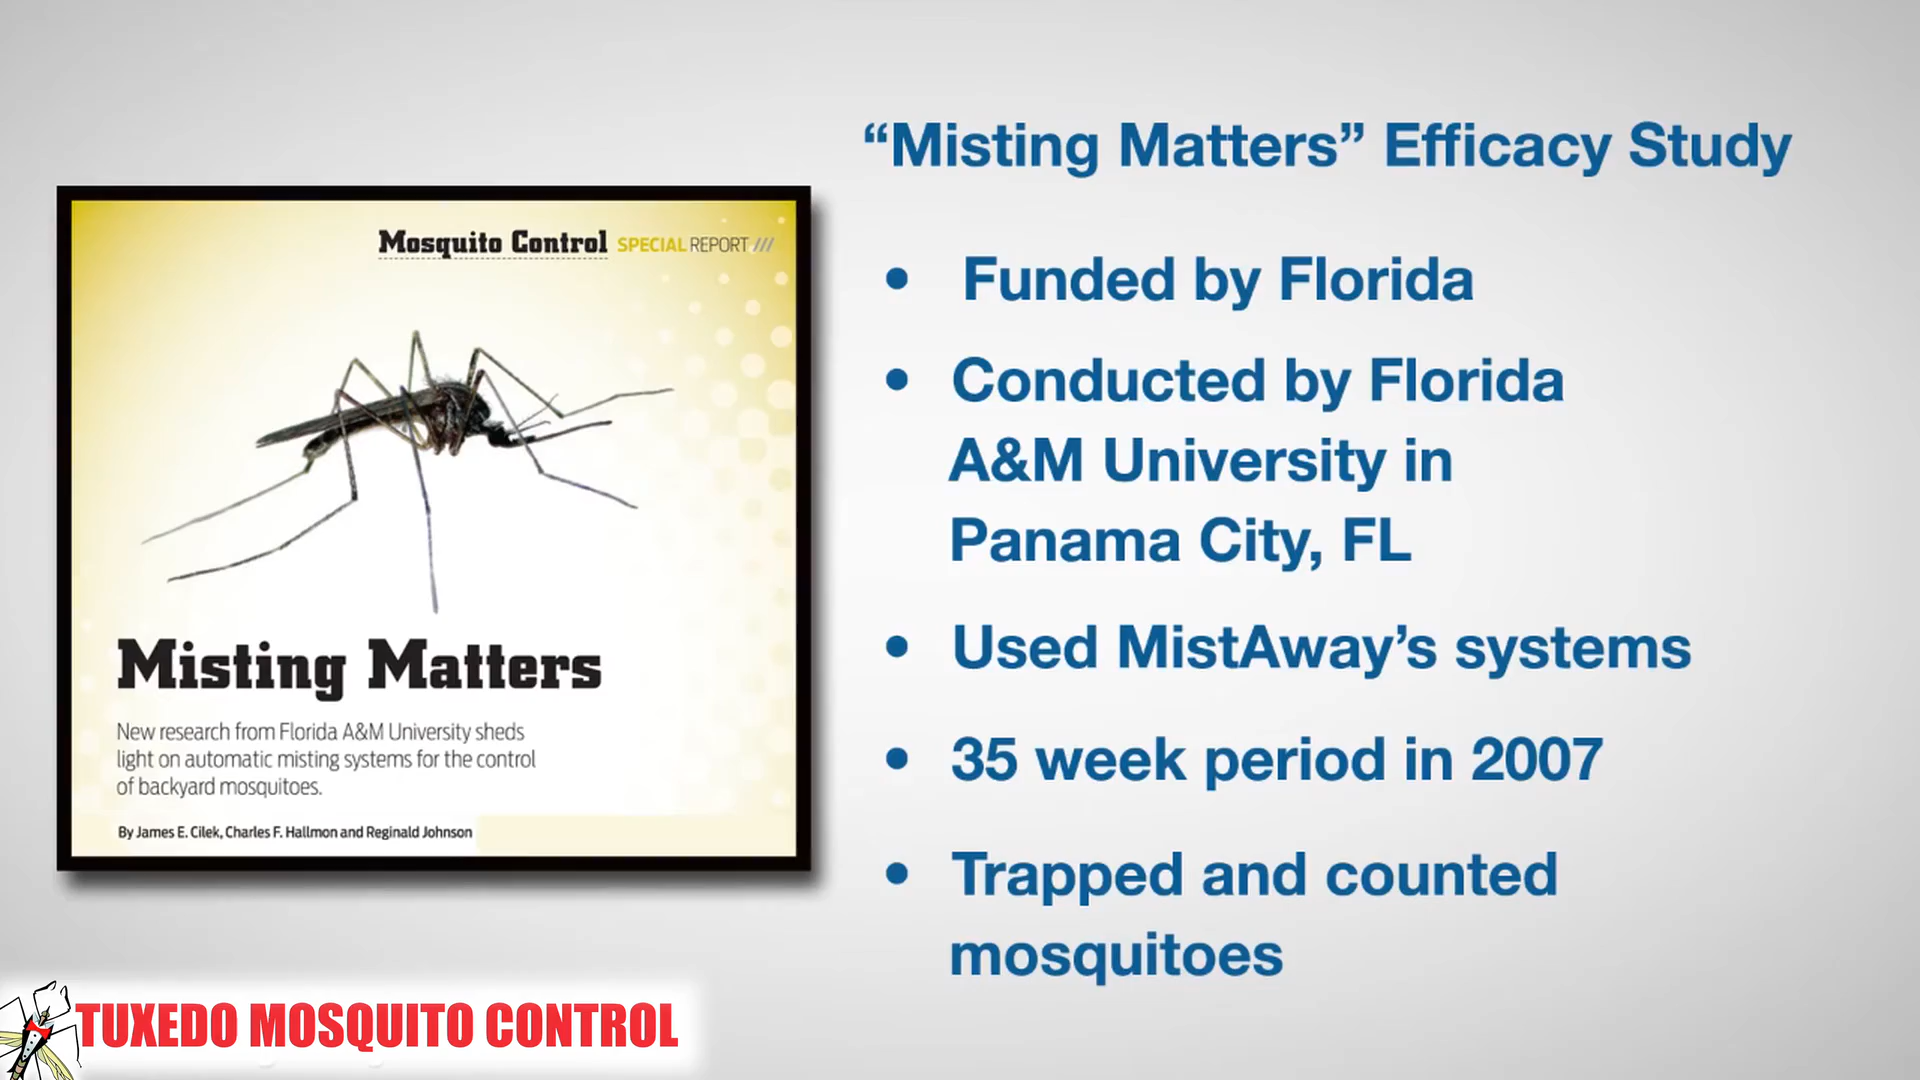 Mosquito Control SPECIAL REPORT ///
Misting Matters
New research from Florida A&M University sheds
light on automatic misting systems for the control
of backyard mosquitoes.
By James E. Cilek, Charles F. Hallmon and Reginald Johnson
“Misting Matters” Efficacy Study
• Funded by Florida
• Conducted by Florida
A&M University in
Panama City, FL
• Used MistAway’s systems
• 35 week period in 2007
• Trapped and counted
mosquitoes
TUXEDO MOSQUITO CONTROL